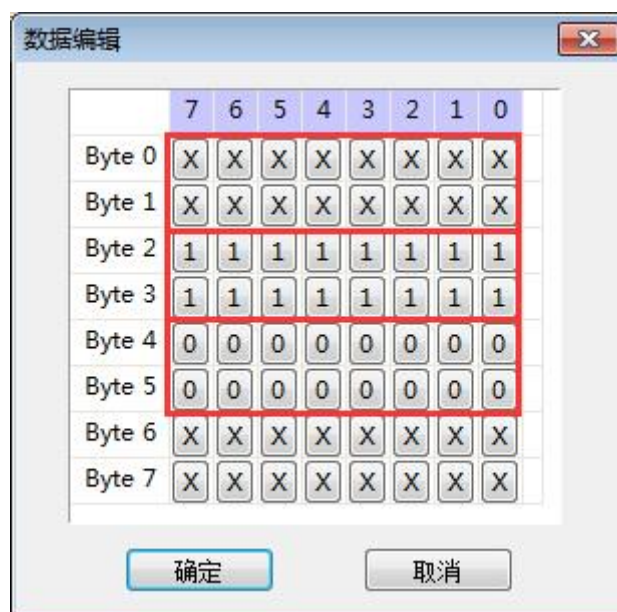 数据编辑
7 6 5 4 3 2 1 0
Byte 0 X X X X X X X X
Byte 1 X X X X X X X X
Byte 2 1 1 1 1 1 1 1 1
Byte 3 1 1 1 1 1 1 1 1
Byte 4 0 0 0 0 0 0 0 0
Byte 5 0 0 0 0 0 0 0 0
Byte 6 X X X X X X X X
Byte 7 X X X X X X X X
确定 取消